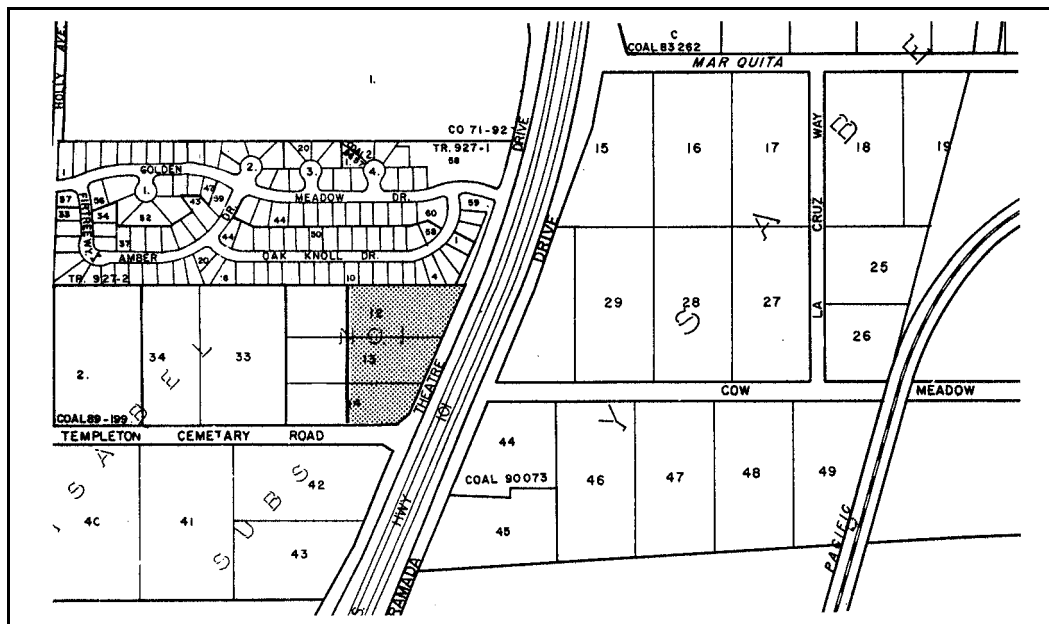 C
COAL 83 262
MAR QUITA
HOLLY AVE.
1.
CO 71-92
TR. 927-1
58
DRIVE
WAY
15
16
17
18
19
20
1
GOLDEN
2.
3.
4.
1.
MEADOW DR.
59
57
56
33
34
FIRTREE WY.
52
43
59
DR.
44
60
58
1
CRUZ
37
50
44
AMBER
20
OAK KNOLL DR.
DRIVE
TR. 927-2
10
4
25
29
28
27
LA
26
12
13
14
34
33
2.
THEATRE
COW MEADOW
COAL 89-199
TEMPLETON CEMETARY ROAD
101
44
COAL 90073
46
47
48
49
42
40
41
43
45
HWY
RAMADA
PACIFIC
Y S A B E L
S U B S
Y S A B E